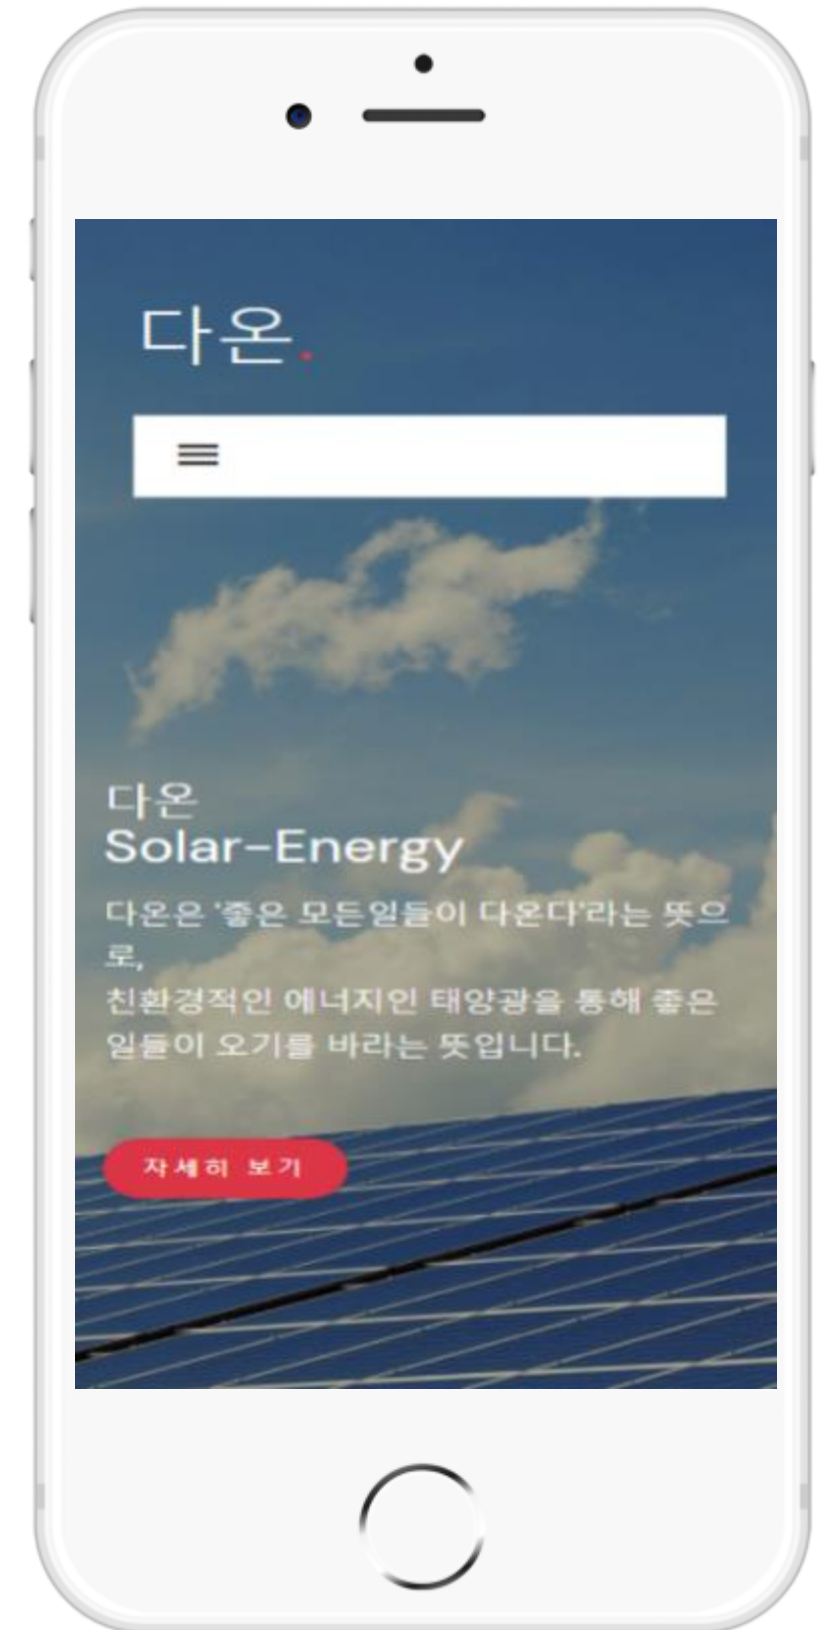 다온.
다온
Solar-Energy
다온은 '좋은 모든일들이 다온다'라는 뜻으
로,
친환경적인 에너지인 태양광을 통해 좋은
일들이 오기를 바라는 뜻입니다.
자세히 보기